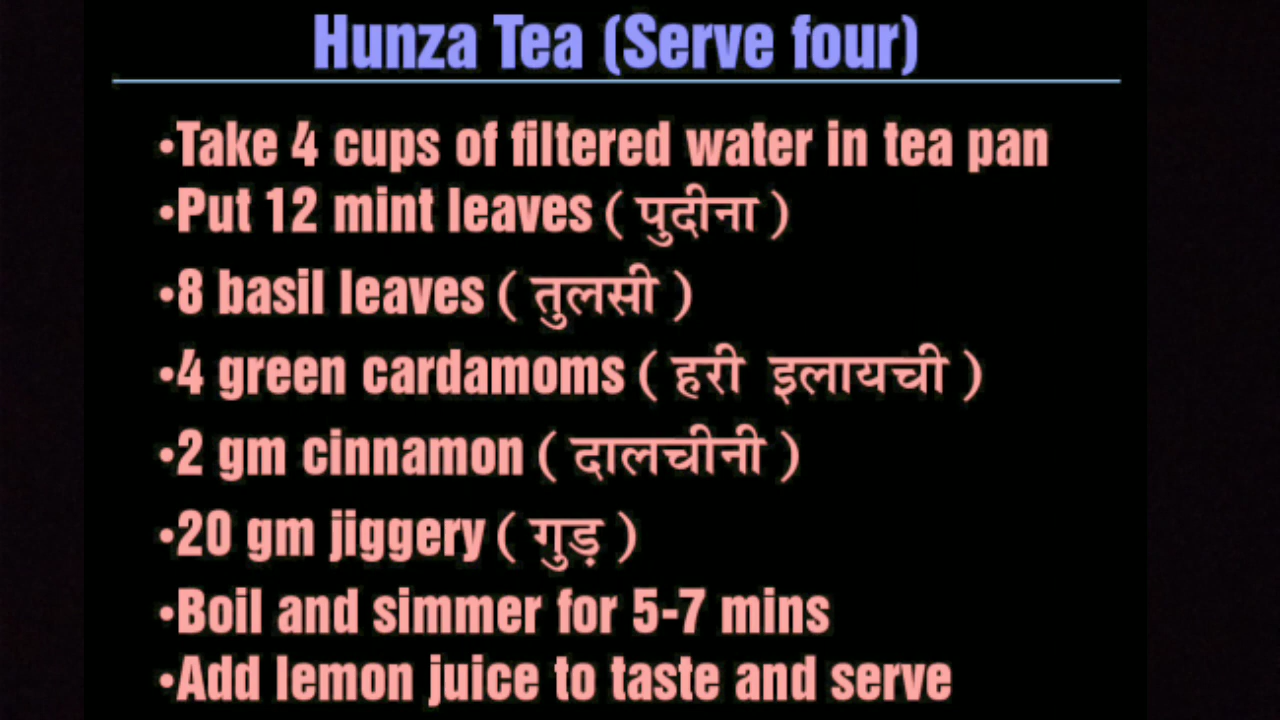 Hunza Tea (Serve four)
•Take 4 cups of filtered water in tea pan
•Put 12 mint leaves ( पुदीना )
•8 basil leaves ( तुलसी )
•4 green cardamoms ( हरी इलायची )
•2 gm cinnamon ( दालचीनी )
•20 gm jiggery ( गुड़ )
•Boil and simmer for 5-7 mins
•Add lemon juice to taste and serve